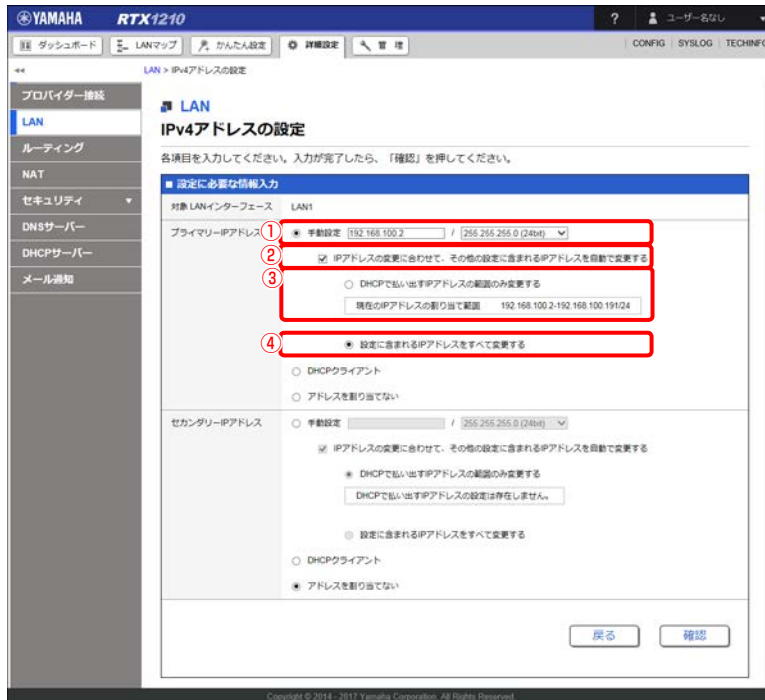 YAMAHA RTX1210 ? ユーザー名なし
ダッシュボード LANマップ かんたん設定 詳細設定 管理 CONFIG SYSLOG TECHINFO
LAN > IPv4アドレスの設定
プロバイダー接続
LAN
ルーティング
NAT
セキュリティ
DNSサーバー
DHCPサーバー
メール通知
LAN
IPv4アドレスの設定
各項目を入力してください。入力が完了したら、「確認」を押してください。
■ 設定に必要な情報入力
対象LANインターフェース LAN1
プライマリーIPアドレス ① 手動設定 192.168.100.2 / 255.255.255.0 (24bit)
② IPアドレスの変更に合わせて、その他の設定に含まれるIPアドレスを自動で変更する
③ DHCPで払い出すIPアドレスの範囲のみ変更する
現在のIPアドレスの割り当て範囲 192.168.100.2-192.168.100.191/24
④ 設定に含まれるIPアドレスをすべて変更する
DHCPクライアント
アドレスを割り当てない
セカンダリーIPアドレス 手動設定 / 255.255.255.0 (24bit)
IPアドレスの変更に合わせて、その他の設定に含まれるIPアドレスを自動で変更する
DHCPで払い出すIPアドレスの範囲のみ変更する
DHCPで払い出すIPアドレスの設定は存在しません。
設定に含まれるIPアドレスをすべて変更する
DHCPクライアント
アドレスを割り当てない
戻る 確認
Copyright © 2014 - 2017 Yamaha Corporation. All Rights Reserved.